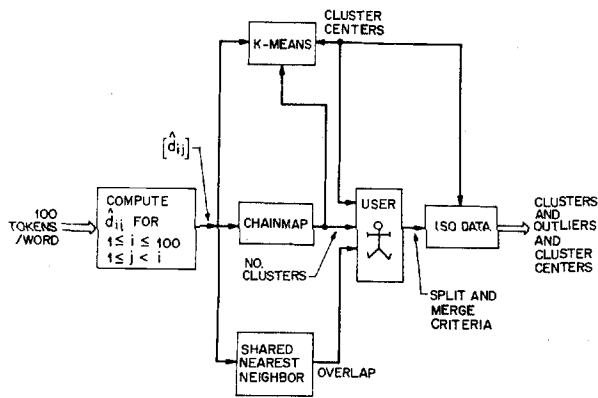 CLUSTER
CENTERS
K-MEANS
[d̂ij]
100
TOKENS
/WORD
COMPUTE
d̂ij FOR
1 ≤ i ≤ 100
1 ≤ j < i
CHAINMAP
NO.
CLUSTERS
USER
ISO DATA
CLUSTERS
AND
OUTLIERS
AND
CLUSTER
CENTERS
SPLIT AND
MERGE
CRITERIA
SHARED
NEAREST
NEIGHBOR
OVERLAP